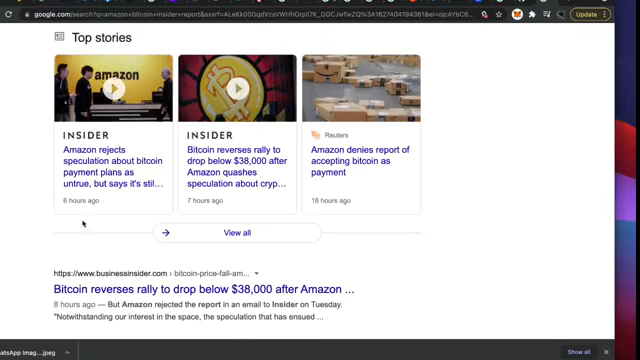 google.com/search?q=amazon+bitcoin+insider+report&sxsrf=
Update
Top stories
amazon
INSIDER
Amazon rejects
speculation about bitcoin
payment plans as
untrue, but says it's stil...
6 hours ago
INSIDER
Bitcoin reverses rally to
drop below $38,000 after
Amazon quashes
speculation about cryp...
7 hours ago
Reuters
Amazon denies report of
accepting bitcoin as
payment
18 hours ago
View all
https://www.businessinsider.com › bitcoin-price-fall-am...
Bitcoin reverses rally to drop below $38,000 after Amazon ...
8 hours ago — But Amazon rejected the report in an email to Insider on Tuesday.
"Notwithstanding our interest in the space, the speculation that has ensued ...
atsApp Imag....jpeg
Show all